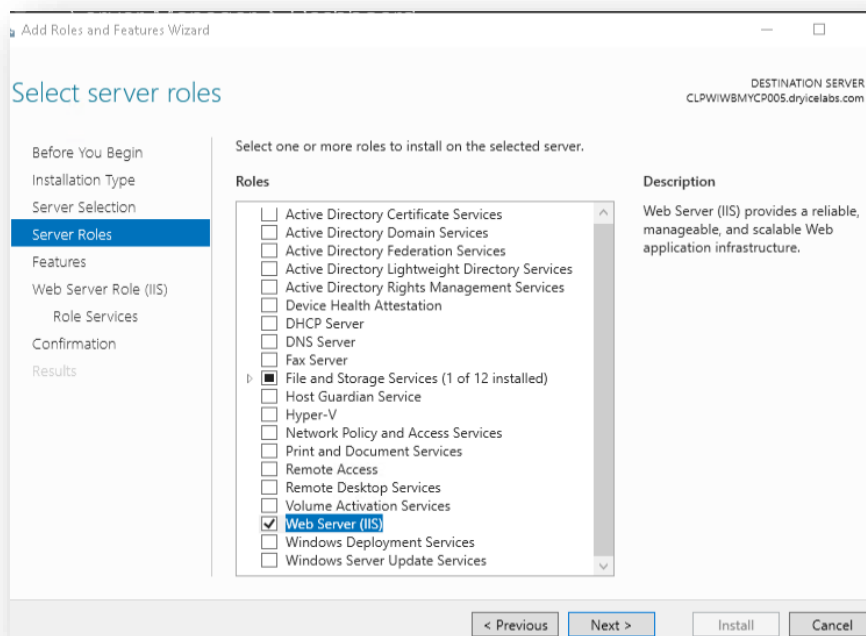 Add Roles and Features Wizard
Select server roles
DESTINATION SERVER
CLPWIWBMYCP005.dryicelabs.com
Before You Begin
Installation Type
Server Selection
Server Roles
Features
Web Server Role (IIS)
Role Services
Confirmation
Results
Select one or more roles to install on the selected server.
Roles
Active Directory Certificate Services
Active Directory Domain Services
Active Directory Federation Services
Active Directory Lightweight Directory Services
Active Directory Rights Management Services
Device Health Attestation
DHCP Server
DNS Server
Fax Server
File and Storage Services (1 of 12 installed)
Host Guardian Service
Hyper-V
Network Policy and Access Services
Print and Document Services
Remote Access
Remote Desktop Services
Volume Activation Services
Web Server (IIS)
Windows Deployment Services
Windows Server Update Services
Description
Web Server (IIS) provides a reliable,
manageable, and scalable Web
application infrastructure.
< Previous
Next >
Install
Cancel